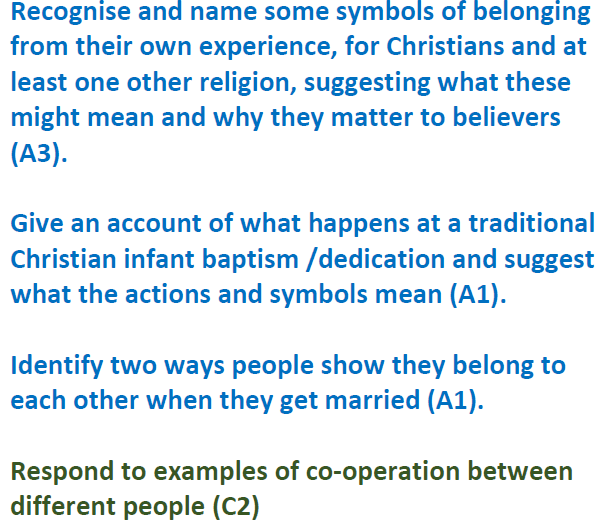 Recognise and name some symbols of belonging
from their own experience, for Christians and at
least one other religion, suggesting what these
might mean and why they matter to believers
(A3).
Give an account of what happens at a traditional
Christian infant baptism /dedication and suggest
what the actions and symbols mean (A1).
Identify two ways people show they belong to
each other when they get married (A1).
Respond to examples of co-operation between
different people (C2)